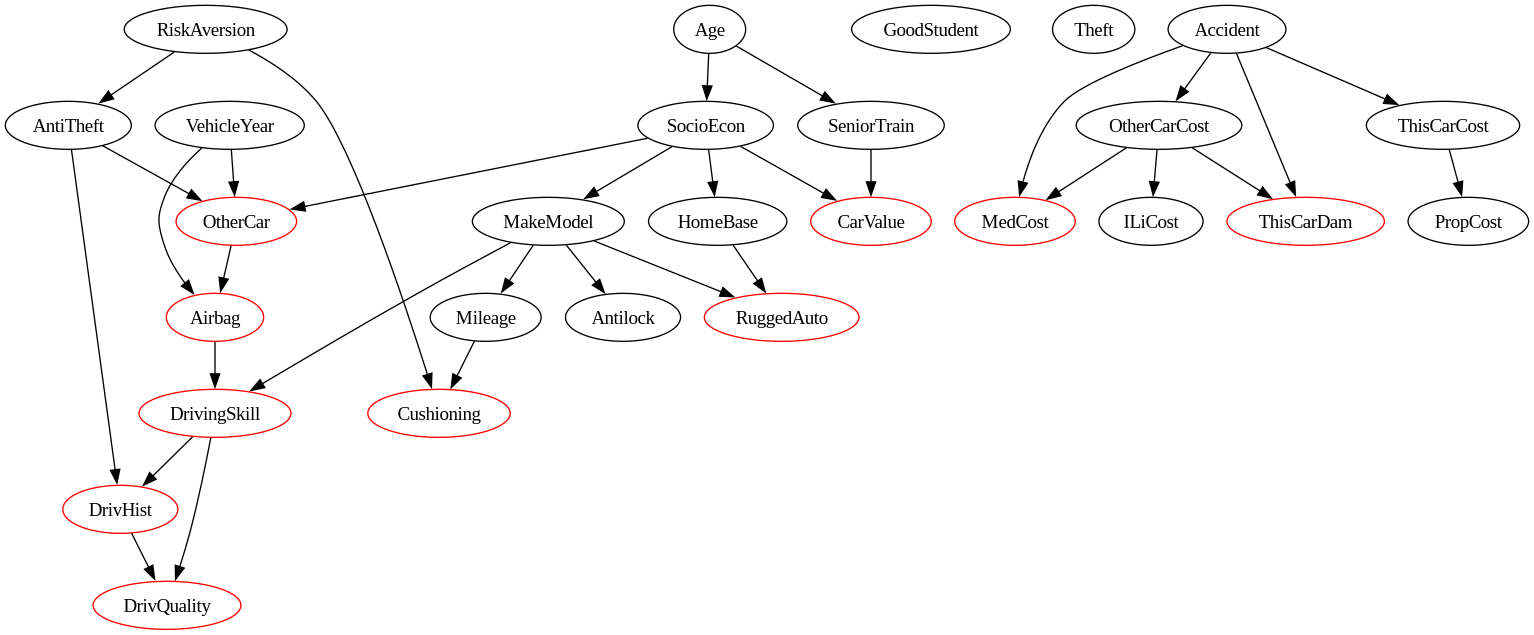 RiskAversion
Age
GoodStudent
Theft
Accident
AntiTheft
VehicleYear
SocioEcon
SeniorTrain
OtherCarCost
ThisCarCost
OtherCar
MakeModel
HomeBase
CarValue
MedCost
ILiCost
ThisCarDam
PropCost
Airbag
Mileage
Antilock
RuggedAuto
DrivingSkill
Cushioning
DrivHist
DrivQuality